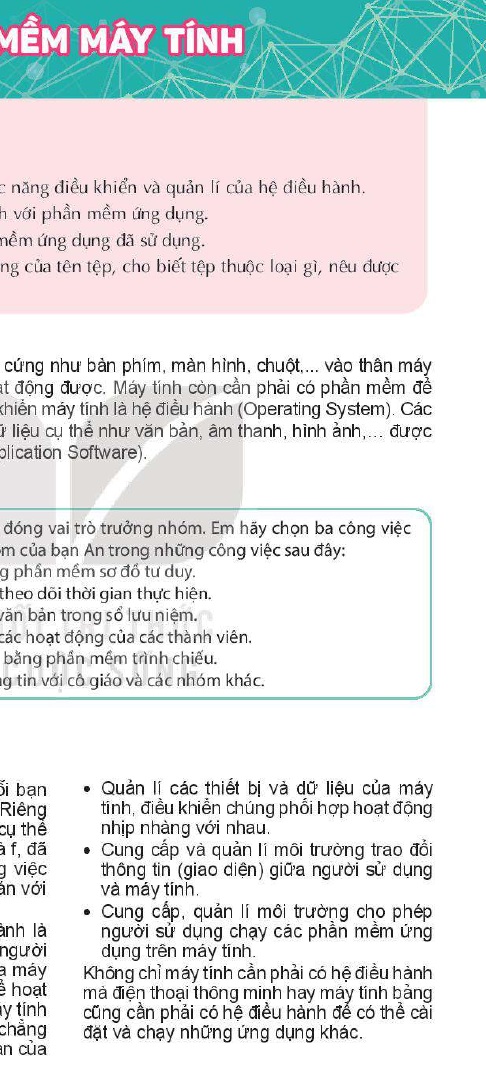 MỀM MÁY TÍNH
c năng điều khiển và quản lí của hệ điều hành.
h với phần mềm ứng dụng.
mềm ứng dụng đã sử dụng.
ng của tên tệp, cho biết tệp thuộc loại gì, nêu được
cứng như bàn phím, màn hình, chuột,... vào thân máy
ạt động được. Máy tính còn cần phải có phần mềm để
khiển máy tính là hệ điều hành (Operating System). Các
ữ liệu cụ thể như văn bản, âm thanh, hình ảnh,... được
plication Software).
đóng vai trò trưởng nhóm. Em hãy chọn ba công việc
óm của bạn An trong những công việc sau đây:
g phần mềm sơ đồ tư duy.
theo dõi thời gian thực hiện.
văn bản trong sổ lưu niệm.
các hoạt động của các thành viên.
bằng phần mềm trình chiếu.
ng tin với cô giáo và các nhóm khác.
ỗi bạn
Riêng
cụ thể
à f, đã
g việc
ắn với
ành là
người
a máy
ể hoạt
áy tính
chẳng
ạn của
• Quản lí các thiết bị và dữ liệu của máy
tính, điều khiển chúng phối hợp hoạt động
nhịp nhàng với nhau.
• Cung cấp và quản lí môi trường trao đổi
thông tin (giao diện) giữa người sử dụng
và máy tính.
• Cung cấp, quản lí môi trường cho phép
người sử dụng chạy các phần mềm ứng
dụng trên máy tính.
Không chỉ máy tính cần phải có hệ điều hành
mà điện thoại thông minh hay máy tính bảng
cũng cần phải có hệ điều hành để có thể cài
đặt và chạy những ứng dụng khác.